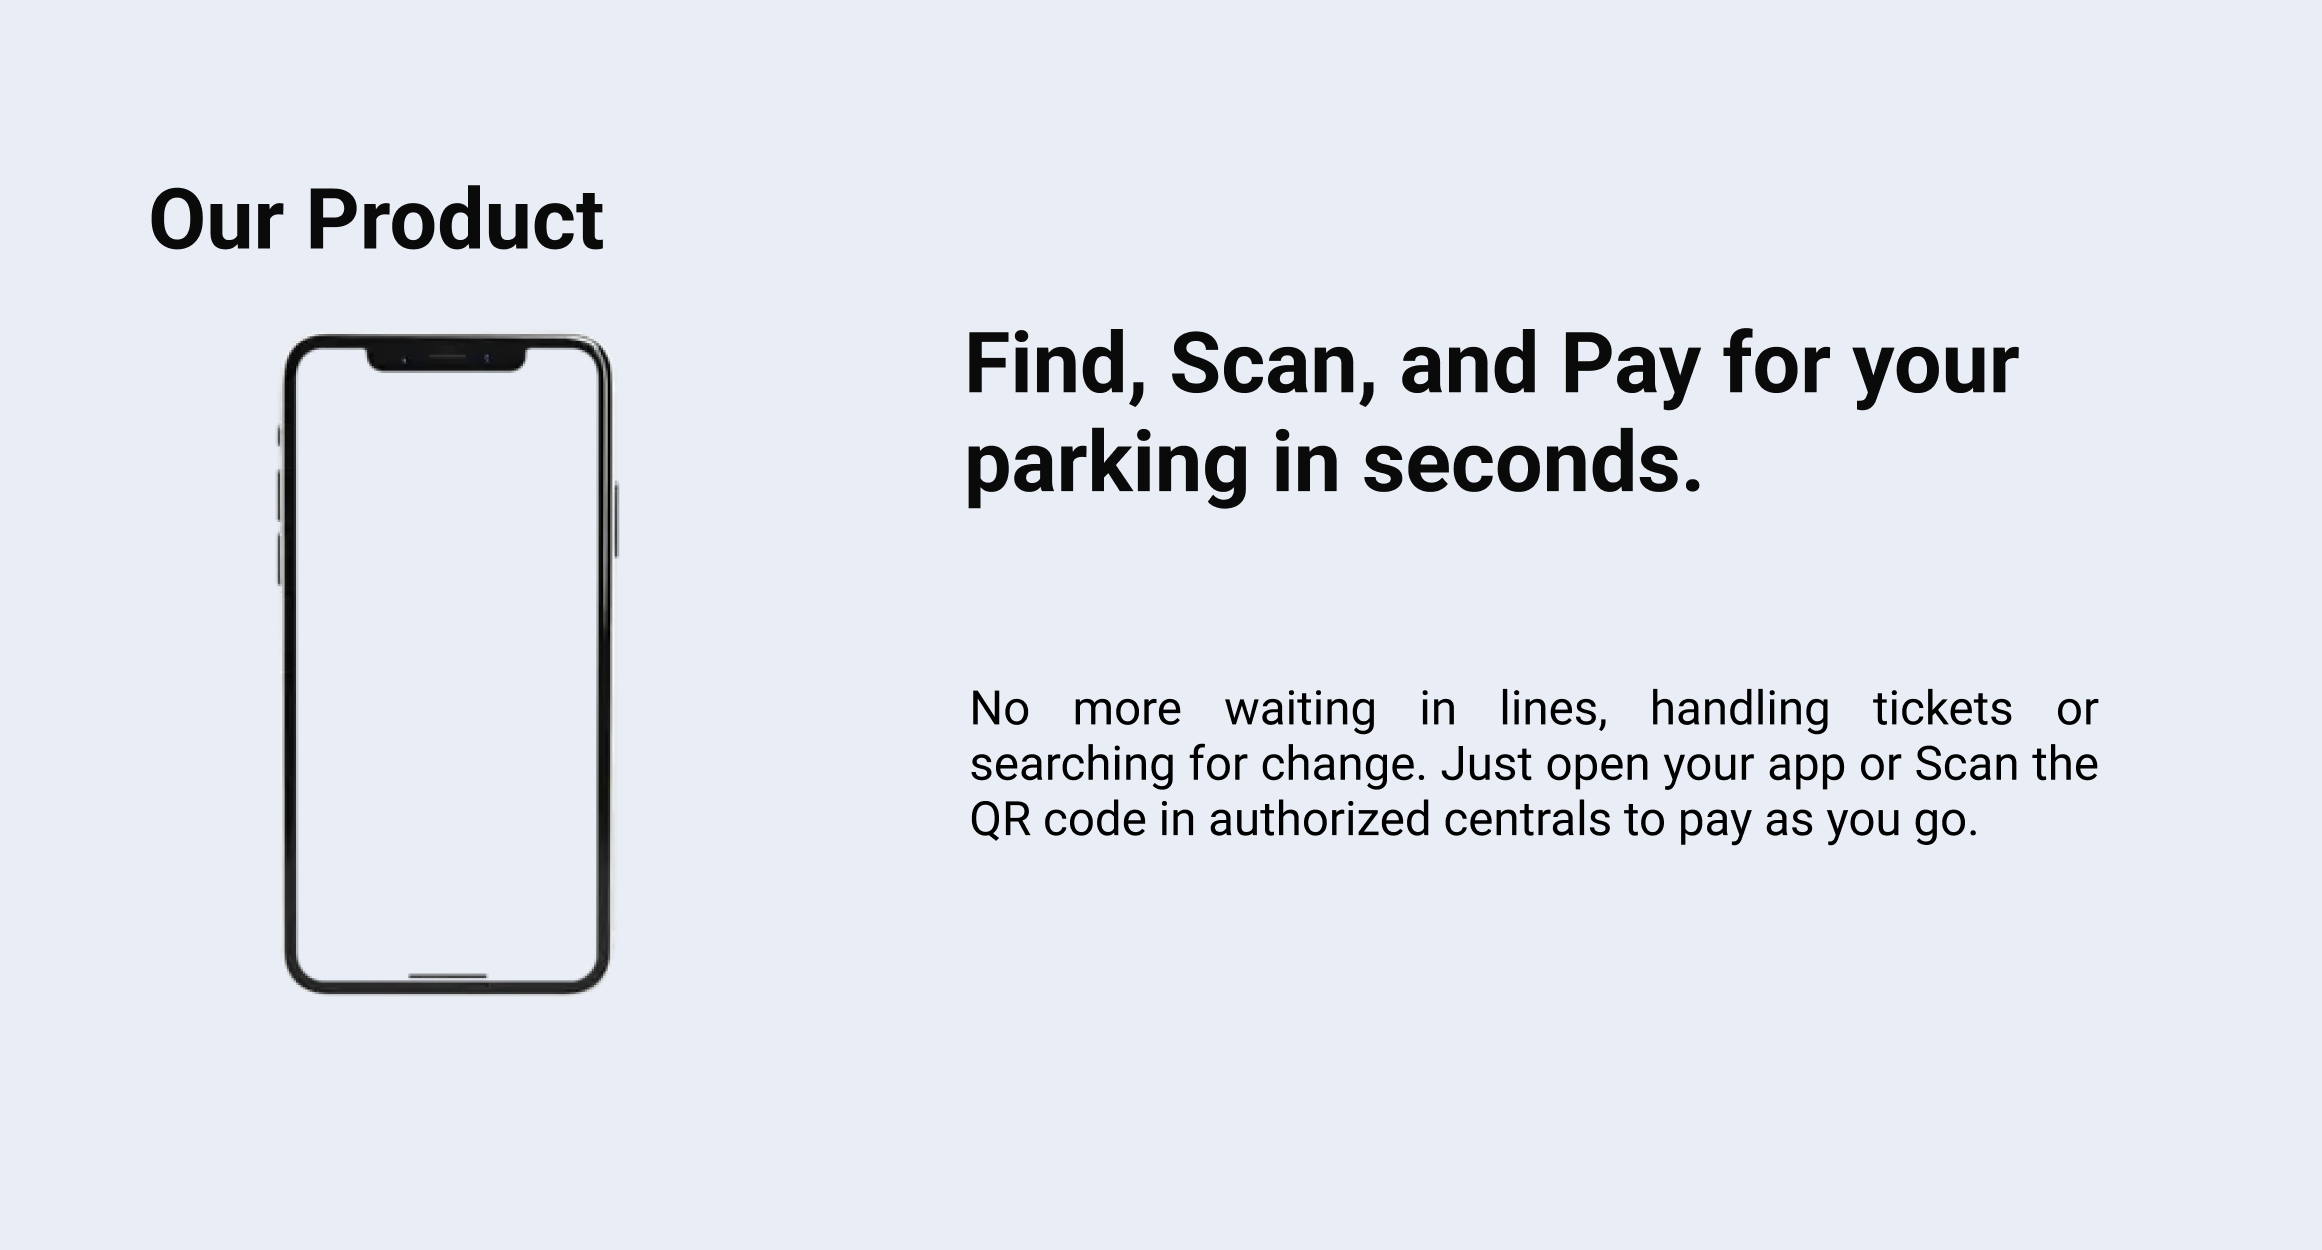 Our Product
Find, Scan, and Pay for your
parking in seconds.
No more waiting in lines, handling tickets or
searching for change. Just open your app or Scan the
QR code in authorized centrals to pay as you go.